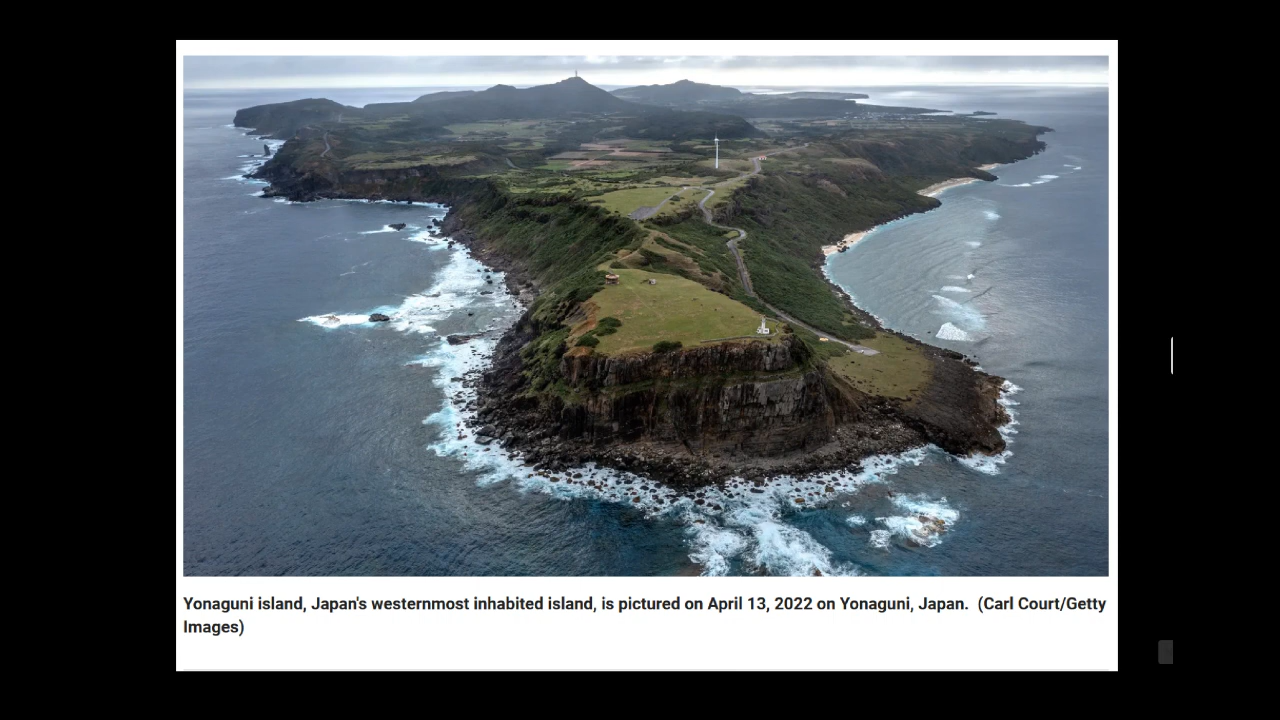 Yonaguni island, Japan's westernmost inhabited island, is pictured on April 13, 2022 on Yonaguni, Japan.  (Carl Court/Getty
Images)